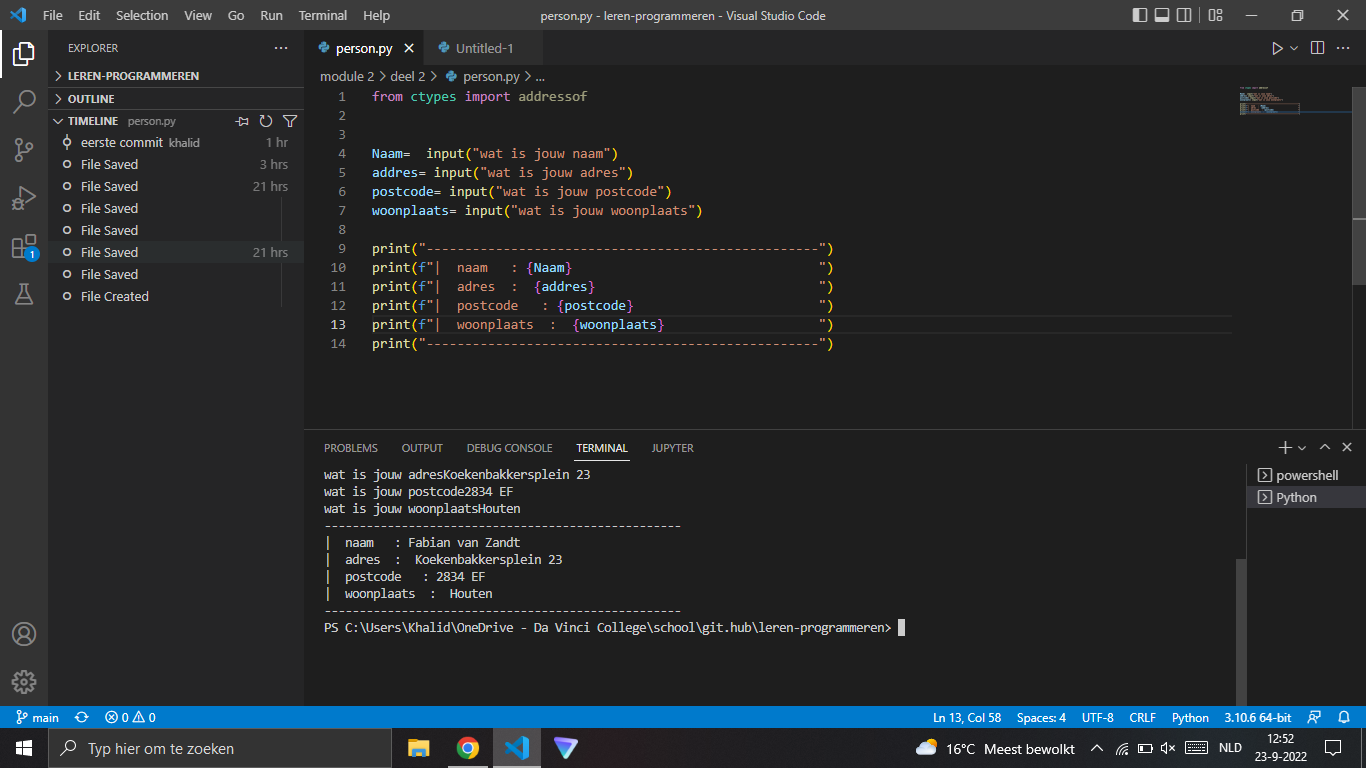 File Edit Selection View Go Run Terminal Help person.py - leren-programmeren - Visual Studio Code
EXPLORER
LEREN-PROGRAMMEREN
OUTLINE
TIMELINE person.py
eerste commit khalid 1 hr
File Saved 3 hrs
File Saved 21 hrs
File Saved
File Saved
File Saved 21 hrs
File Saved
File Created
person.py Untitled-1
module 2 > deel 2 > person.py > ...
1 from ctypes import addressof
2
3
4 Naam=  input("wat is jouw naam")
5 addres= input("wat is jouw adres")
6 postcode= input("wat is jouw postcode")
7 woonplaats= input("wat is jouw woonplaats")
8
9 print("---------------------------------------------------")
10 print(f"|  naam   : {Naam}                                ")
11 print(f"|  adres  :  {addres}                             ")
12 print(f"|  postcode   : {postcode}                        ")
13 print(f"|  woonplaats  :  {woonplaats}                    ")
14 print("---------------------------------------------------")
PROBLEMS OUTPUT DEBUG CONSOLE TERMINAL JUPYTER
wat is jouw adresKoekenbakkersplein 23
wat is jouw postcode2834 EF
wat is jouw woonplaatsHouten
---------------------------------------------------
|  naam   : Fabian van Zandt
|  adres  :  Koekenbakkersplein 23
|  postcode   : 2834 EF
|  woonplaats  :  Houten
---------------------------------------------------
PS C:\Users\Khalid\OneDrive - Da Vinci College\school\git.hub\leren-programmeren>
powershell
Python
1
main 0 0 Ln 13, Col 58 Spaces: 4 UTF-8 CRLF Python 3.10.6 64-bit
Typ hier om te zoeken 16°C Meest bewolkt NLD 12:52
23-9-2022